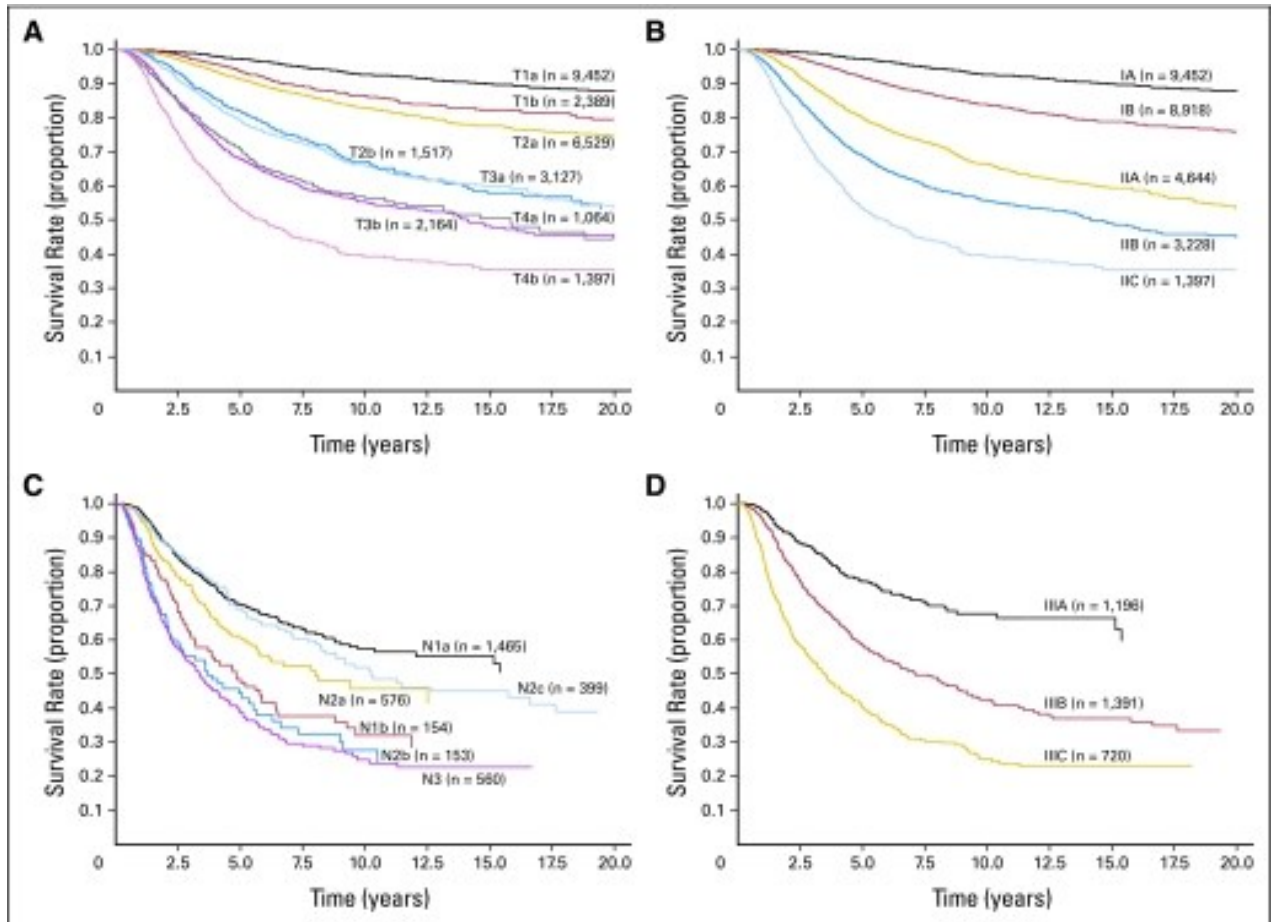 A
Survival Rate (proportion)
1.0
0.9
0.8
0.7
0.6
0.5
0.4
0.3
0.2
0.1
T1a (n = 9,452)
T1b (n = 2,389)
T2a (n = 6,529)
T2b (n = 1,517)
T3a (n = 3,127)
T4a (n = 1,064)
T3b (n = 2,164)
T4b (n = 1,397)
0 2.5 5.0 7.5 10.0 12.5 15.0 17.5 20.0
Time (years)
B
Survival Rate (proportion)
1.0
0.9
0.8
0.7
0.6
0.5
0.4
0.3
0.2
0.1
IA (n = 9,452)
IB (n = 8,918)
IIA (n = 4,644)
IIB (n = 3,228)
IIC (n = 1,397)
0 2.5 5.0 7.5 10.0 12.5 15.0 17.5 20.0
Time (years)
C
Survival Rate (proportion)
1.0
0.9
0.8
0.7
0.6
0.5
0.4
0.3
0.2
0.1
N1a (n = 1,465)
N2c (n = 399)
N2a (n = 576)
N1b (n = 154)
N2b (n = 153)
N3 (n = 560)
0 2.5 5.0 7.5 10.0 12.5 15.0 17.5 20.0
Time (years)
D
Survival Rate (proportion)
1.0
0.9
0.8
0.7
0.6
0.5
0.4
0.3
0.2
0.1
IIIA (n = 1,196)
IIIB (n = 1,391)
IIIC (n = 720)
0 2.5 5.0 7.5 10.0 12.5 15.0 17.5 20.0
Time (years)